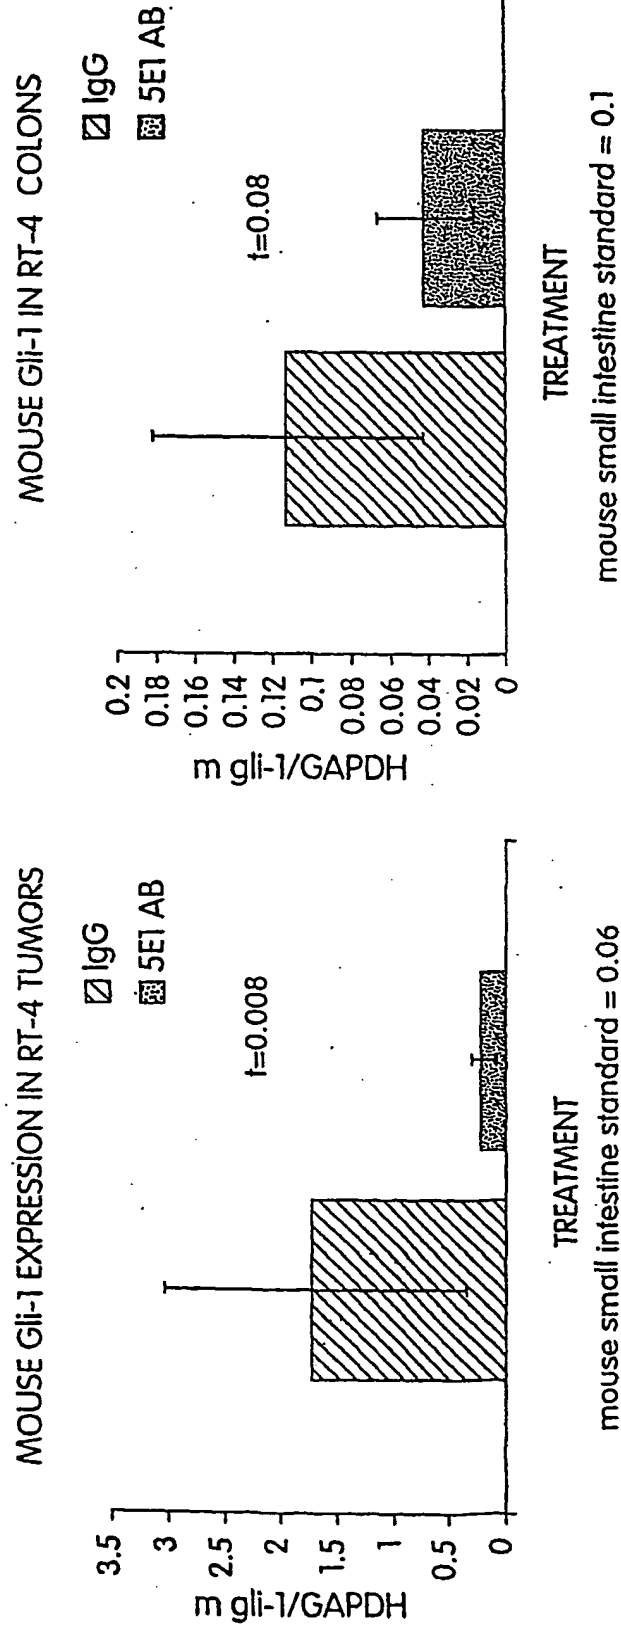 MOUSE Gli-1 EXPRESSION IN RT-4 TUMORS
IgG
5E1 AB
t=0.008
3.5
3
2.5
2
1.5
1
0.5
0
m gli-1/GAPDH
TREATMENT
mouse small intestine standard = 0.06
MOUSE Gli-1 IN RT-4 COLONS
IgG
5E1 AB
t=0.08
0.2
0.18
0.16
0.14
0.12
0.1
0.08
0.06
0.04
0.02
0
m gli-1/GAPDH
TREATMENT
mouse small intestine standard = 0.1